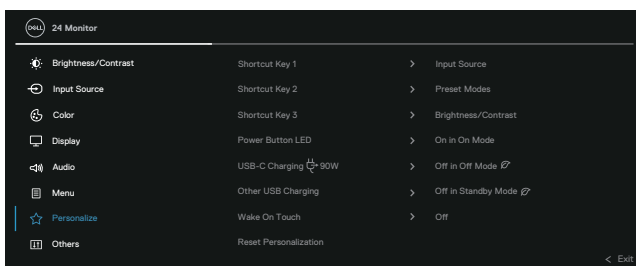 DELL 24 Monitor
Brightness/Contrast Shortcut Key 1 > Input Source
Input Source Shortcut Key 2 > Preset Modes
Color Shortcut Key 3 > Brightness/Contrast
Display Power Button LED > On in On Mode
Audio USB-C Charging 90W > Off in Off Mode
Menu Other USB Charging > Off in Standby Mode
Personalize Wake On Touch > Off
Others Reset Personalization
< Exit